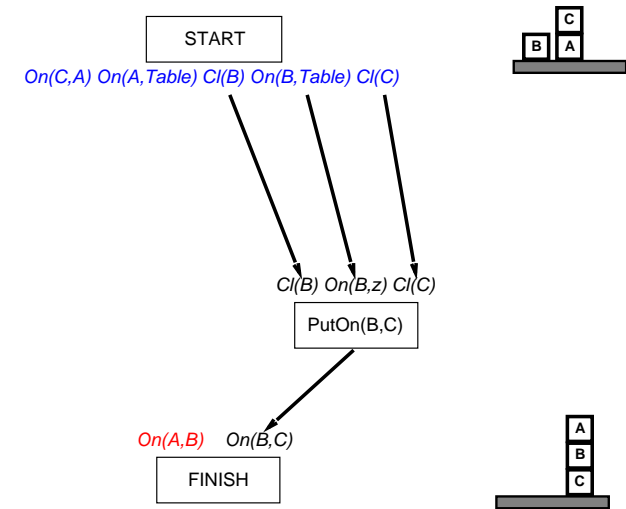 START
C
B A
On(C,A) On(A,Table) Cl(B) On(B,Table) Cl(C)
Cl(B) On(B,z) Cl(C)
PutOn(B,C)
On(A,B) On(B,C)
FINISH
A
B
C